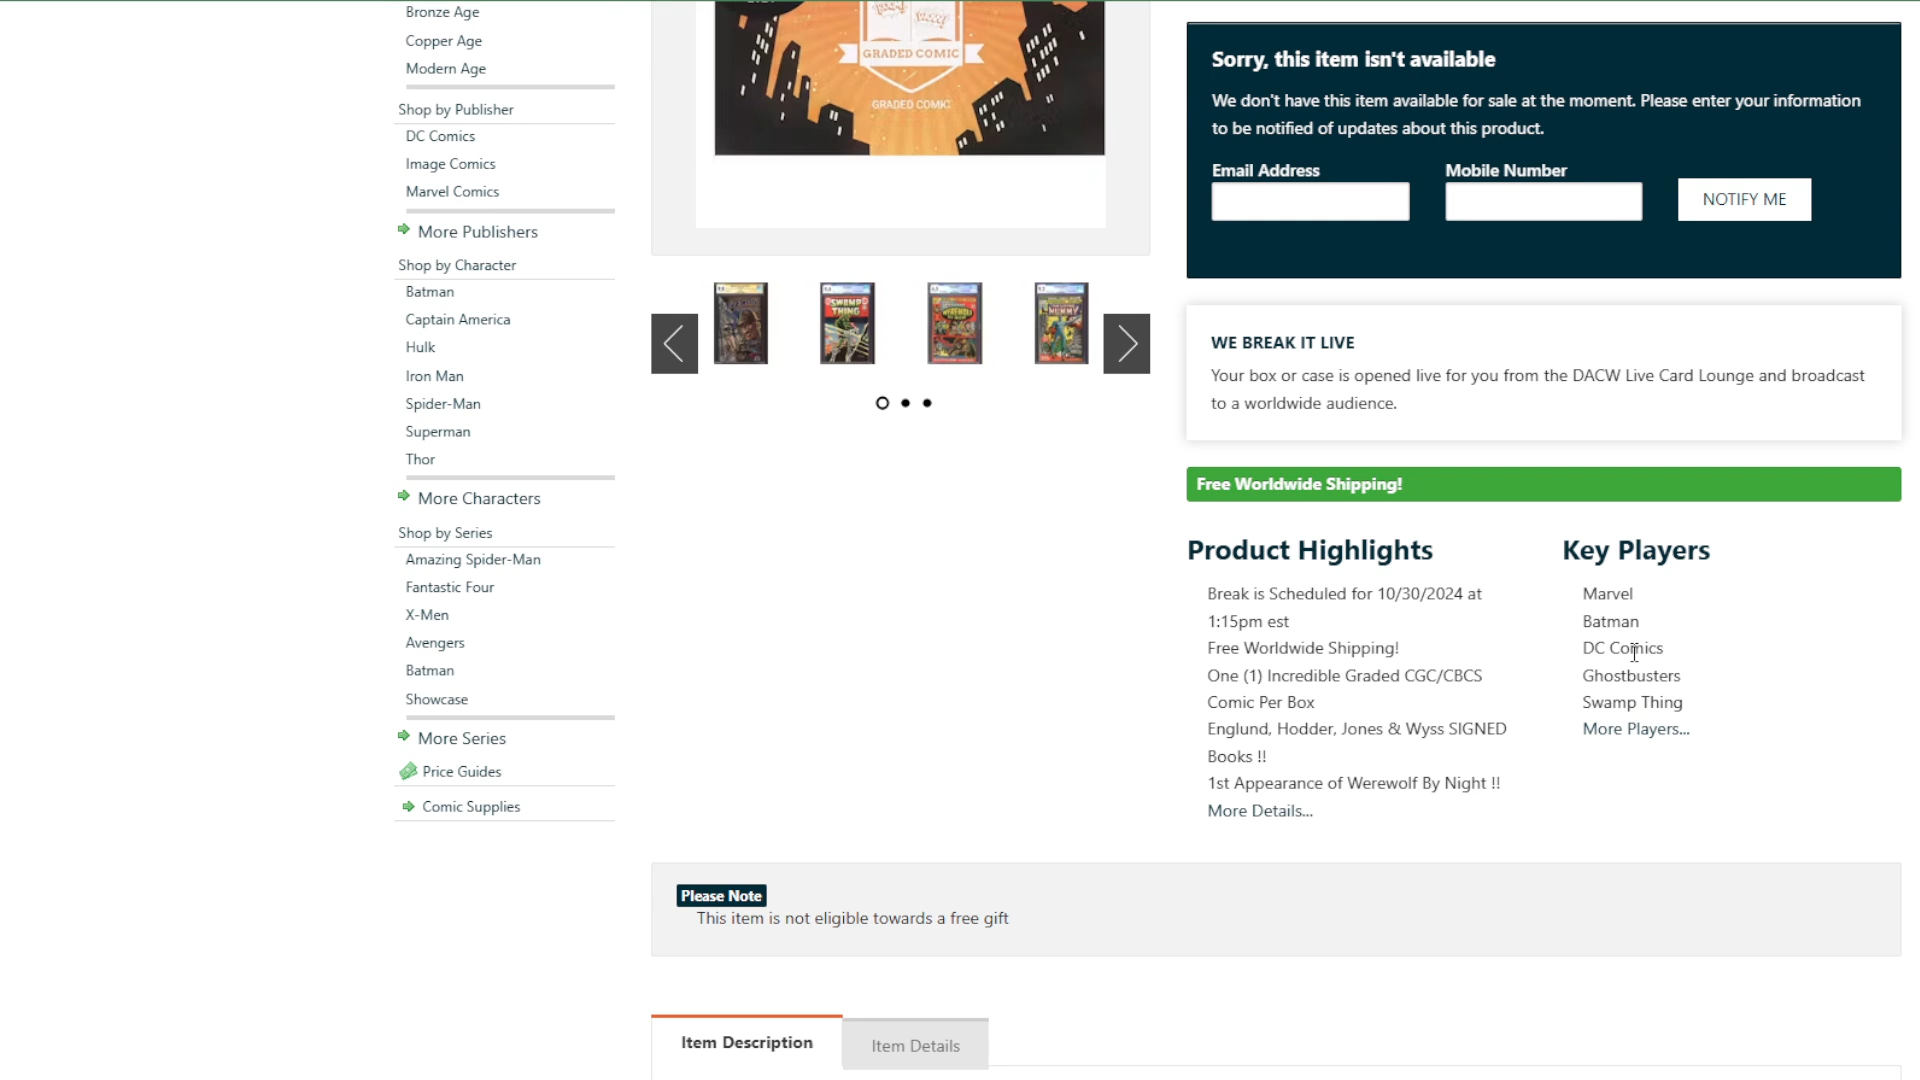 Bronze Age
Copper Age
Modern Age
Shop by Publisher
DC Comics
Image Comics
Marvel Comics
More Publishers
Shop by Character
Batman
Captain America
Hulk
Iron Man
Spider-Man
Superman
Thor
More Characters
Shop by Series
Amazing Spider-Man
Fantastic Four
X-Men
Avengers
Batman
Showcase
More Series
Price Guides
Comic Supplies
GRADED COMIC
GRADED COMIC
SWAMP
THING
Sorry, this item isn't available
We don't have this item available for sale at the moment. Please enter your information
to be notified of updates about this product.
Email Address
Mobile Number
NOTIFY ME
WE BREAK IT LIVE
Your box or case is opened live for you from the DACW Live Card Lounge and broadcast
to a worldwide audience.
Free Worldwide Shipping!
Product Highlights
Break is Scheduled for 10/30/2024 at
1:15pm est
Free Worldwide Shipping!
One (1) Incredible Graded CGC/CBCS
Comic Per Box
Englund, Hodder, Jones & Wyss SIGNED
Books !!
1st Appearance of Werewolf By Night !!
More Details...
Key Players
Marvel
Batman
DC Comics
Ghostbusters
Swamp Thing
More Players...
Please Note
This item is not eligible towards a free gift
Item Description
Item Details